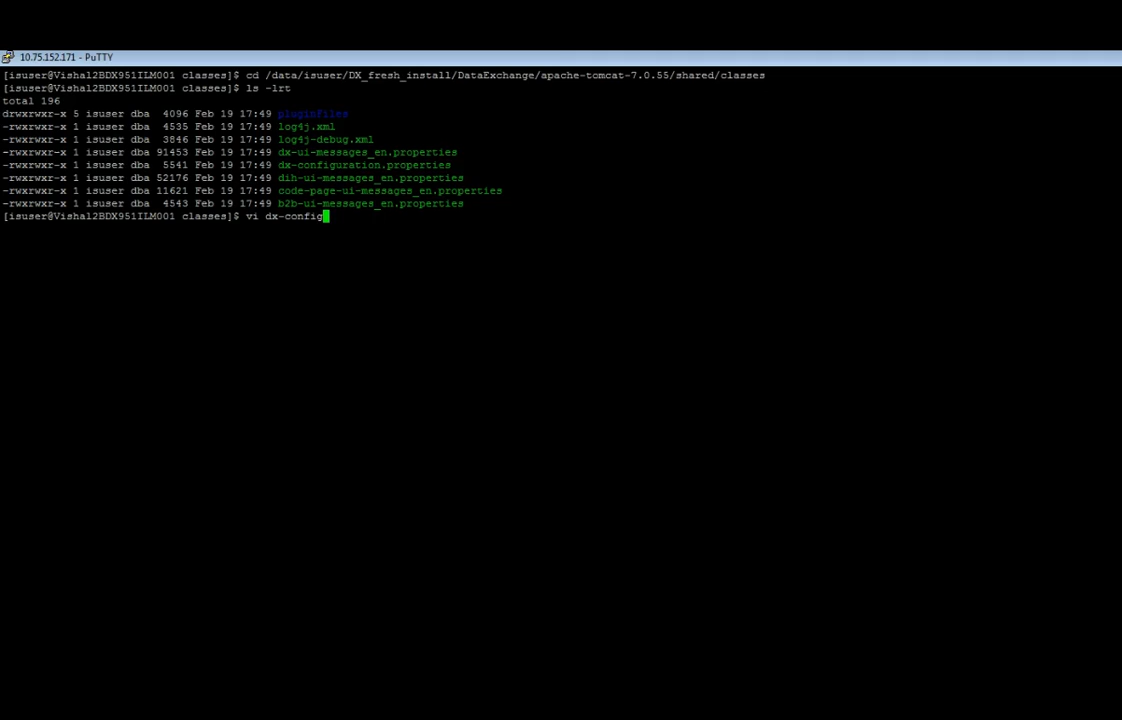 10.75.152.171 - PuTTY
[isuser@Vishal2BDX951ILM001 classes]$ cd /data/isuser/DX_fresh_install/DataExchange/apache-tomcat-7.0.55/shared/classes
[isuser@Vishal2BDX951ILM001 classes]$ ls -lrt
total 196
drwxrwxr-x 5 isuser dba  4096 Feb 19 17:49 pluginfiles
-rwxrwxr-x 1 isuser dba  4535 Feb 19 17:49 log4j.xml
-rwxrwxr-x 1 isuser dba  3846 Feb 19 17:49 log4j-debug.xml
-rwxrwxr-x 1 isuser dba 91453 Feb 19 17:49 dx-ui-messages_en.properties
-rwxrwxr-x 1 isuser dba  5541 Feb 19 17:49 dx-configuration.properties
-rwxrwxr-x 1 isuser dba 52176 Feb 19 17:49 dih-ui-messages_en.properties
-rwxrwxr-x 1 isuser dba 11621 Feb 19 17:49 code-page-ui-messages_en.properties
-rwxrwxr-x 1 isuser dba  4543 Feb 19 17:49 b2b-ui-messages_en.properties
[isuser@Vishal2BDX951ILM001 classes]$ vi dx-config